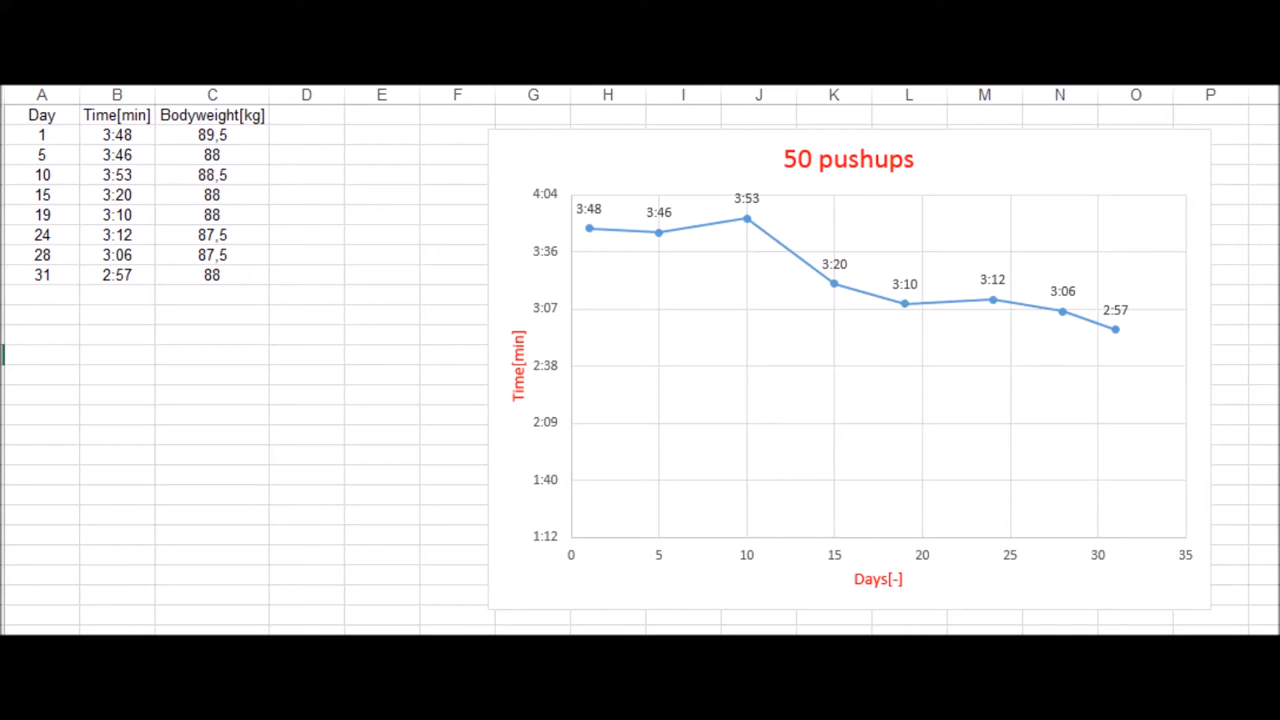 A B C D E F G H I J K L M N O P
Day Time[min] Bodyweight[kg]
1 3:48 89,5
5 3:46 88
10 3:53 88,5
15 3:20 88
19 3:10 88
24 3:12 87,5
28 3:06 87,5
31 2:57 88
50 pushups
4:04
3:36
3:07
2:38
2:09
1:40
1:12
Time[min]
3:48 3:46 3:53 3:20 3:10 3:12 3:06 2:57
0 5 10 15 20 25 30 35
Days[-]